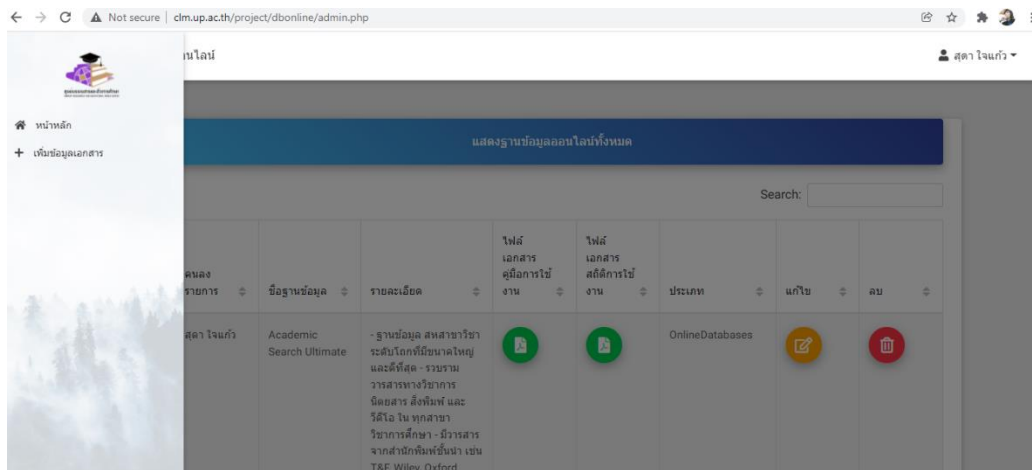 Not secure | clm.up.ac.th/project/dbonline/admin.php
นไลน์
สุดา ใจแก้ว
หน้าหลัก
เพิ่มข้อมูลเอกสาร
แสดงฐานข้อมูลออนไลน์ทั้งหมด
Search:
คนลง
รายการ
ชื่อฐานข้อมูล
รายละเอียด
ไฟล์
เอกสาร
คู่มือการใช้
งาน
ไฟล์
เอกสาร
สถิติการใช้
งาน
ประเภท
แก้ไข
ลบ
สุดา ใจแก้ว
Academic
Search Ultimate
- ฐานข้อมูล สหสาขาวิชา
ระดับโลกที่มีขนาดใหญ่
และดีที่สุด - รวบรวม
วารสารทางวิชาการ
นิตยสาร สิ่งพิมพ์ และ
วีดีโอ ใน ทุกสาขา
วิชาการศึกษา - มีวารสาร
จากสำนักพิมพ์ชั้นนำ เช่น
T&F, Wiley, Oxford
OnlineDatabases